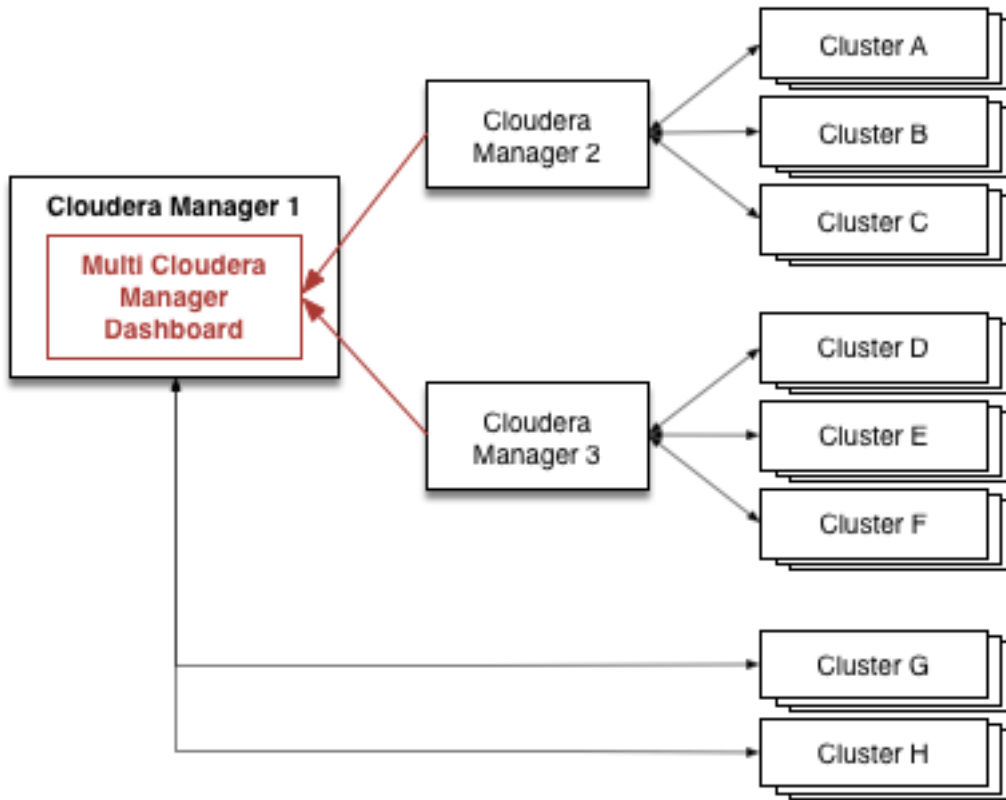 Cloudera Manager 1
Multi Cloudera
Manager
Dashboard
Cloudera
Manager 2
Cloudera
Manager 3
Cluster A
Cluster B
Cluster C
Cluster D
Cluster E
Cluster F
Cluster G
Cluster H